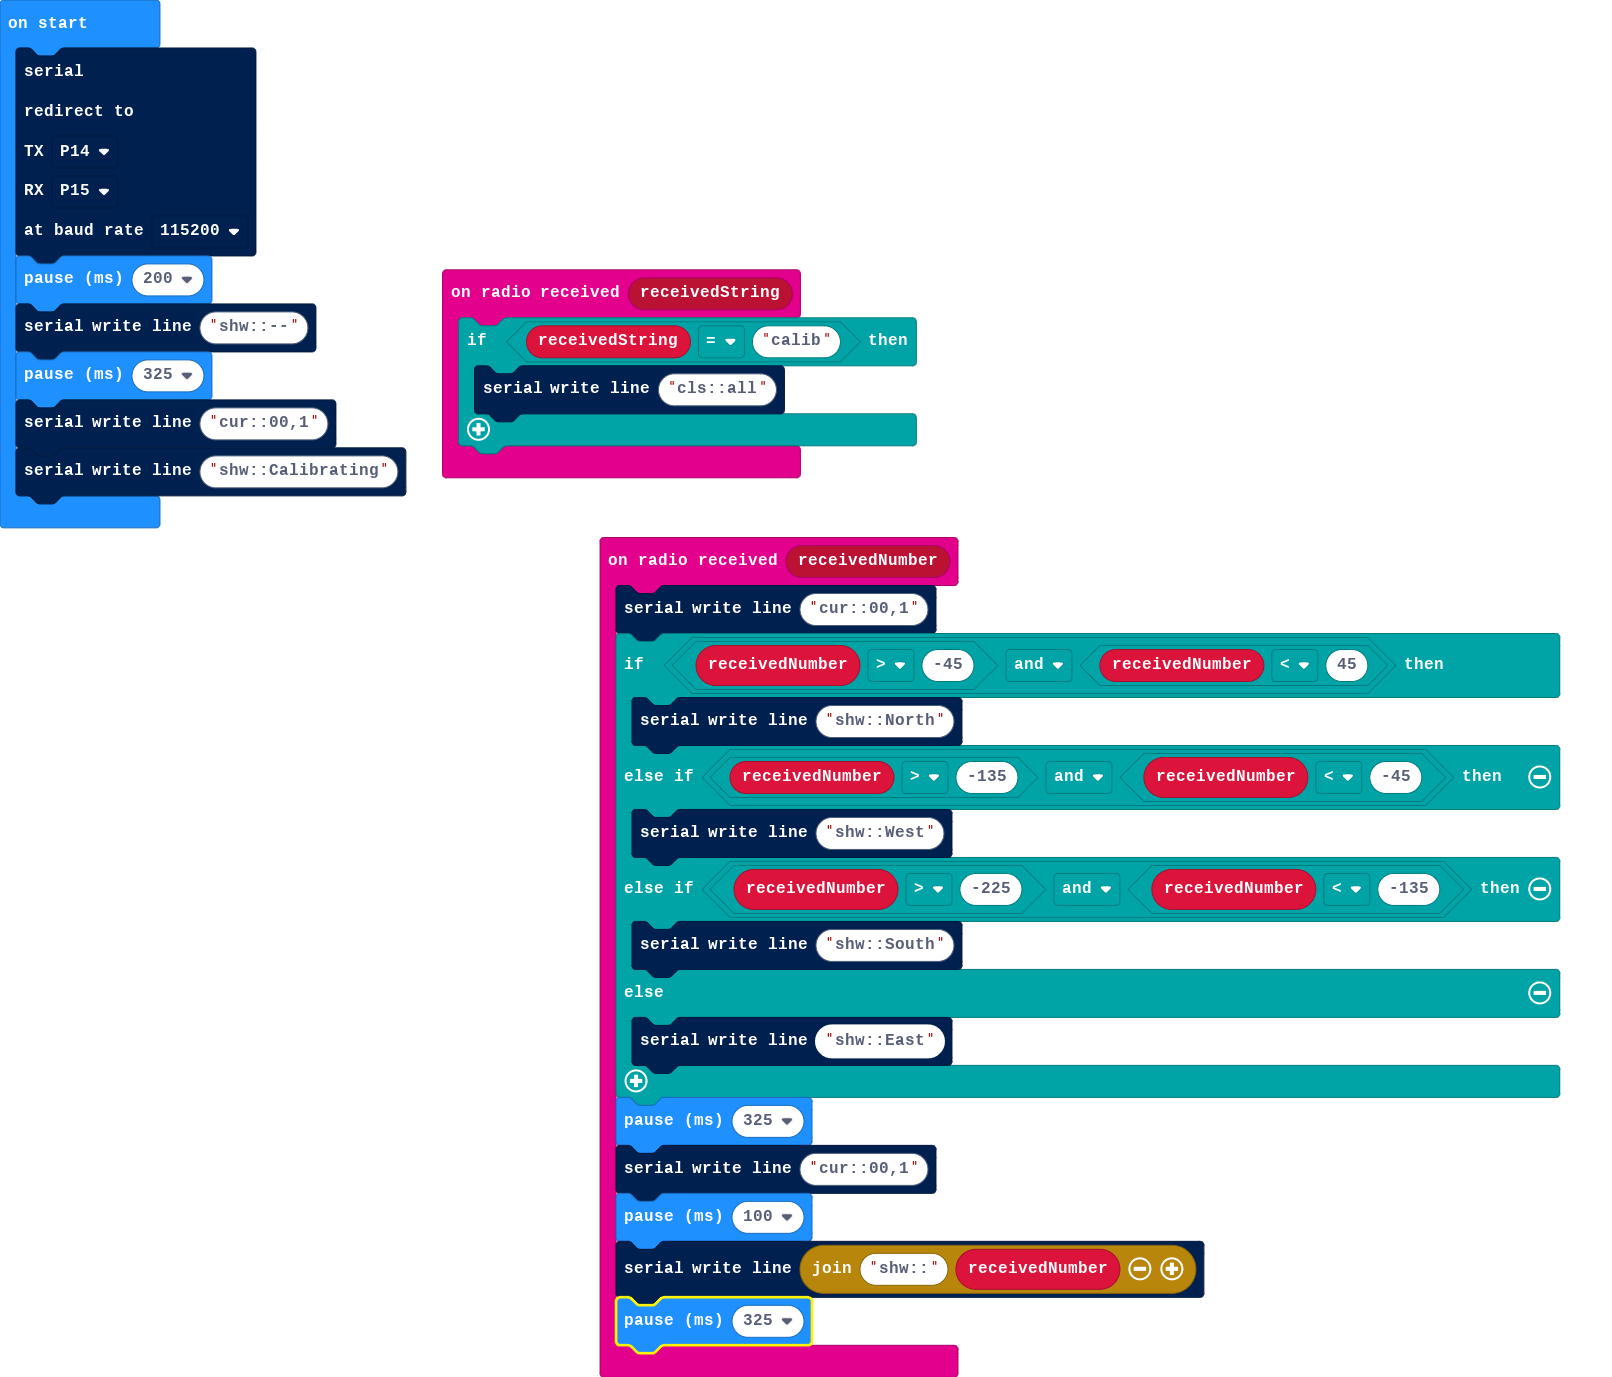 on start
serial
redirect to
TX P14
RX P15
at baud rate 115200
pause (ms) 200
serial write line "shw::--"
pause (ms) 325
serial write line "cur::00,1"
serial write line "shw::Calibrating"
on radio received receivedString
if receivedString = "calib" then
serial write line "cls::all"
on radio received receivedNumber
serial write line "cur::00,1"
if receivedNumber > -45 and receivedNumber < 45 then
serial write line "shw::North"
else if receivedNumber > -135 and receivedNumber < -45 then
serial write line "shw::West"
else if receivedNumber > -225 and receivedNumber < -135 then
serial write line "shw::South"
else
serial write line "shw::East"
pause (ms) 325
serial write line "cur::00,1"
pause (ms) 100
serial write line join "shw::" receivedNumber
pause (ms) 325